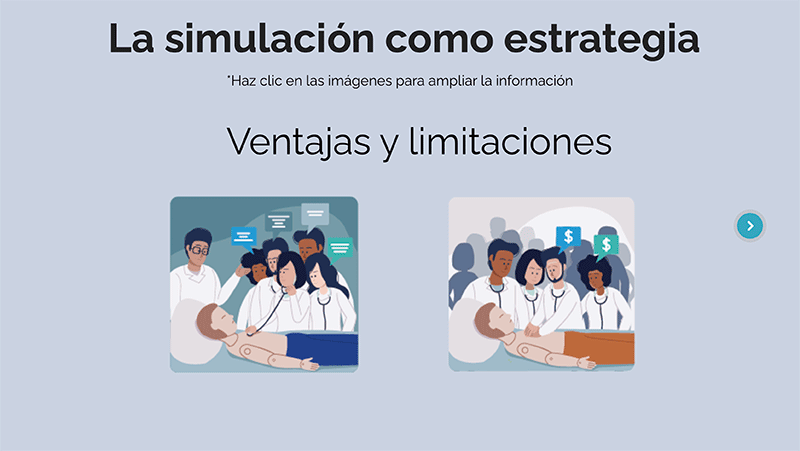 La simulación como estrategia
*Haz clic en las imágenes para ampliar la información
Ventajas y limitaciones
$ $